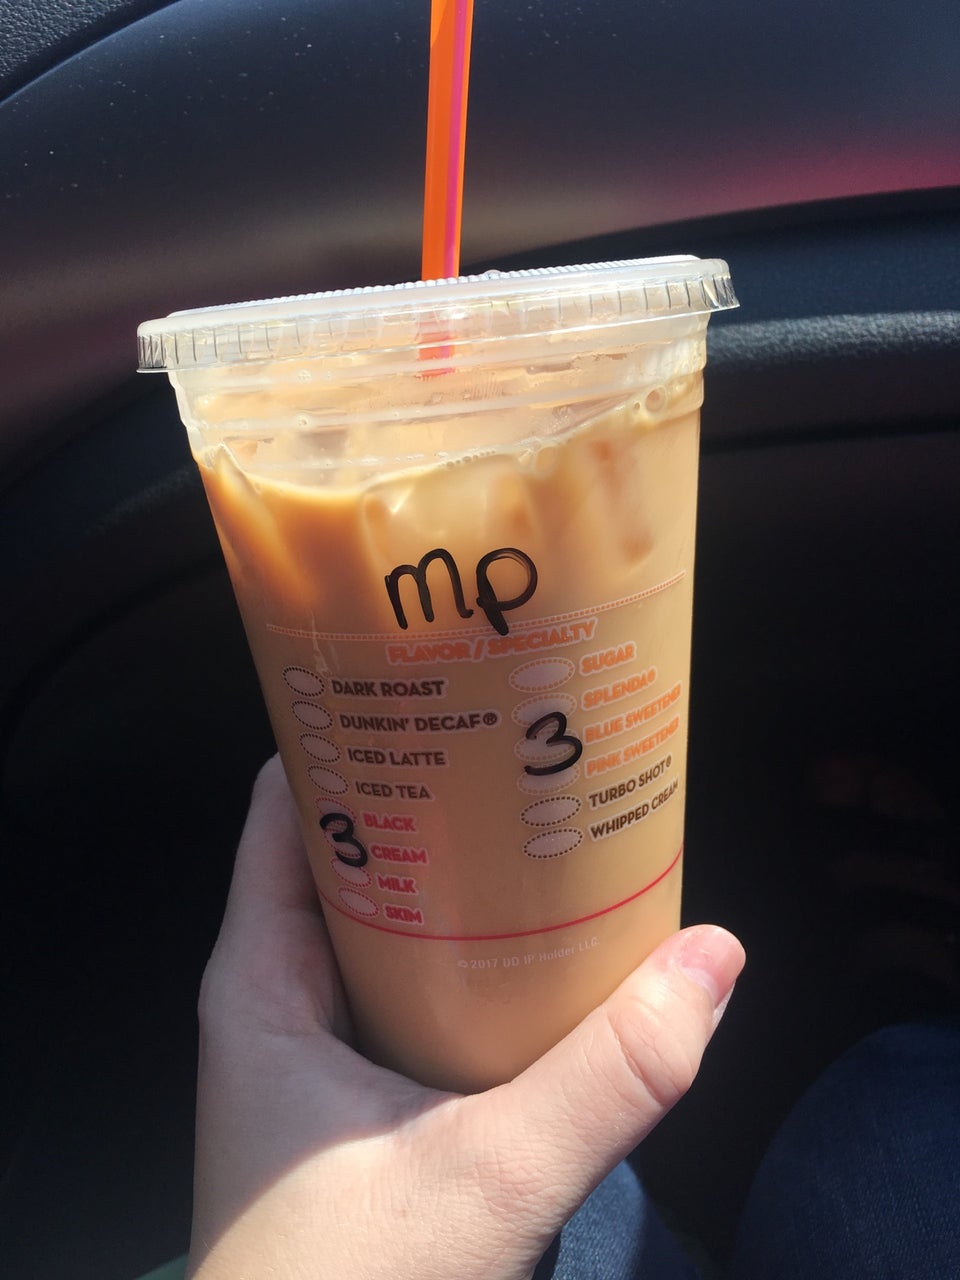 mp
FLAVOR / SPECIALTY
DARK ROAST
DUNKIN' DECAF®
ICED LATTE
ICED TEA
3
BLACK
CREAM
MILK
SKIM
SUGAR
SPLENDA®
3
BLUE SWEETENER
PINK SWEETENER
TURBO SHOT®
WHIPPED CREAM
©2017 DD IP Holder LLC.